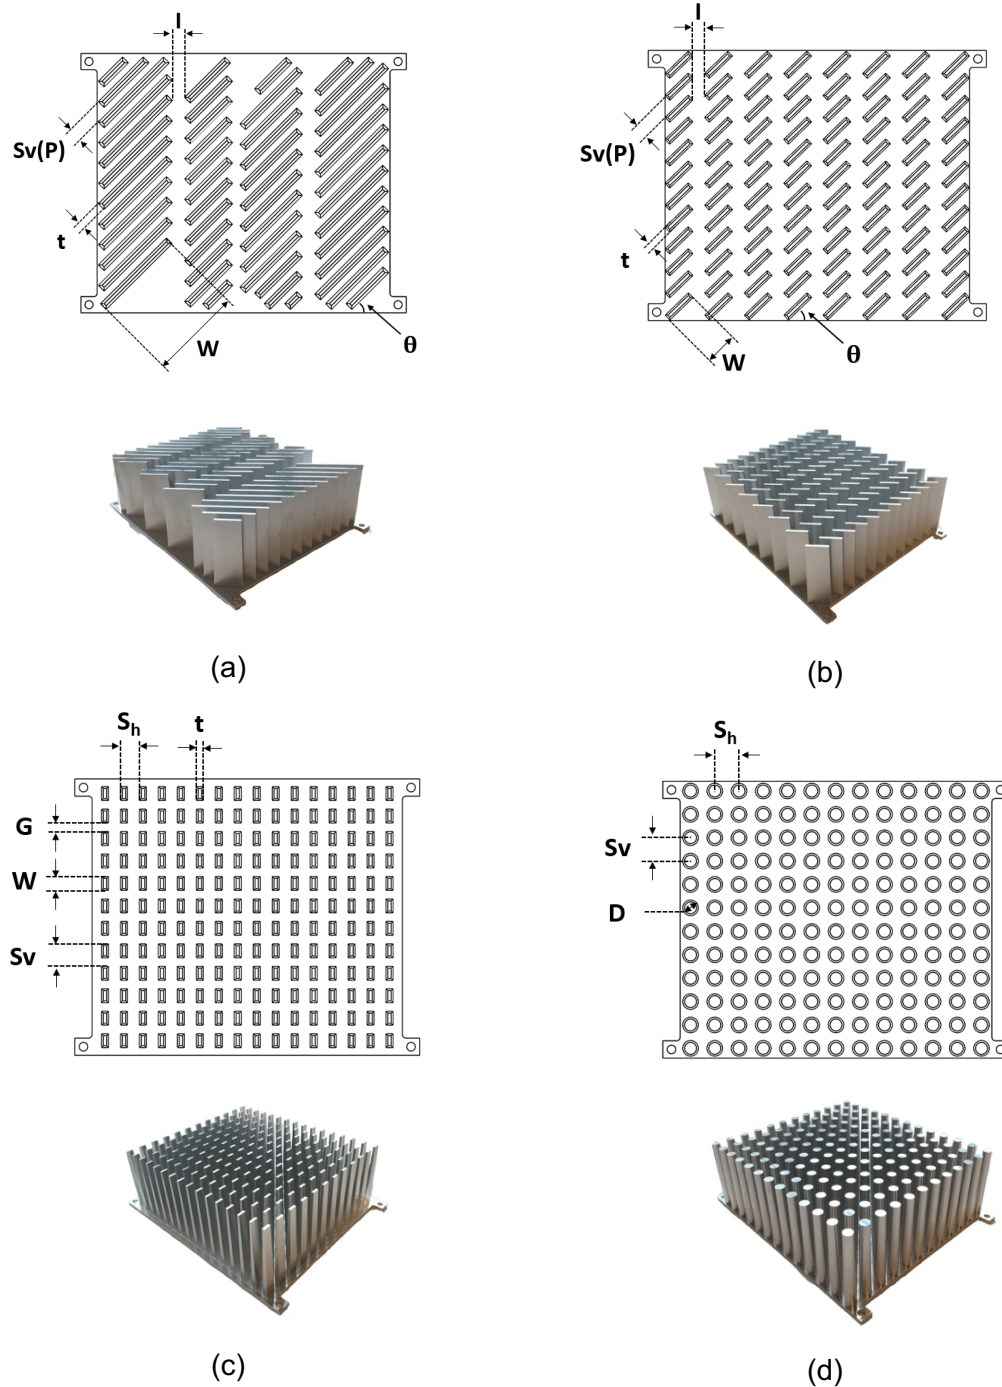 l l
Sv(P) Sv(P)
t t
W θ W θ
(a) (b)
Sh t Sh
G
Sv
W D
Sv
(c) (d)